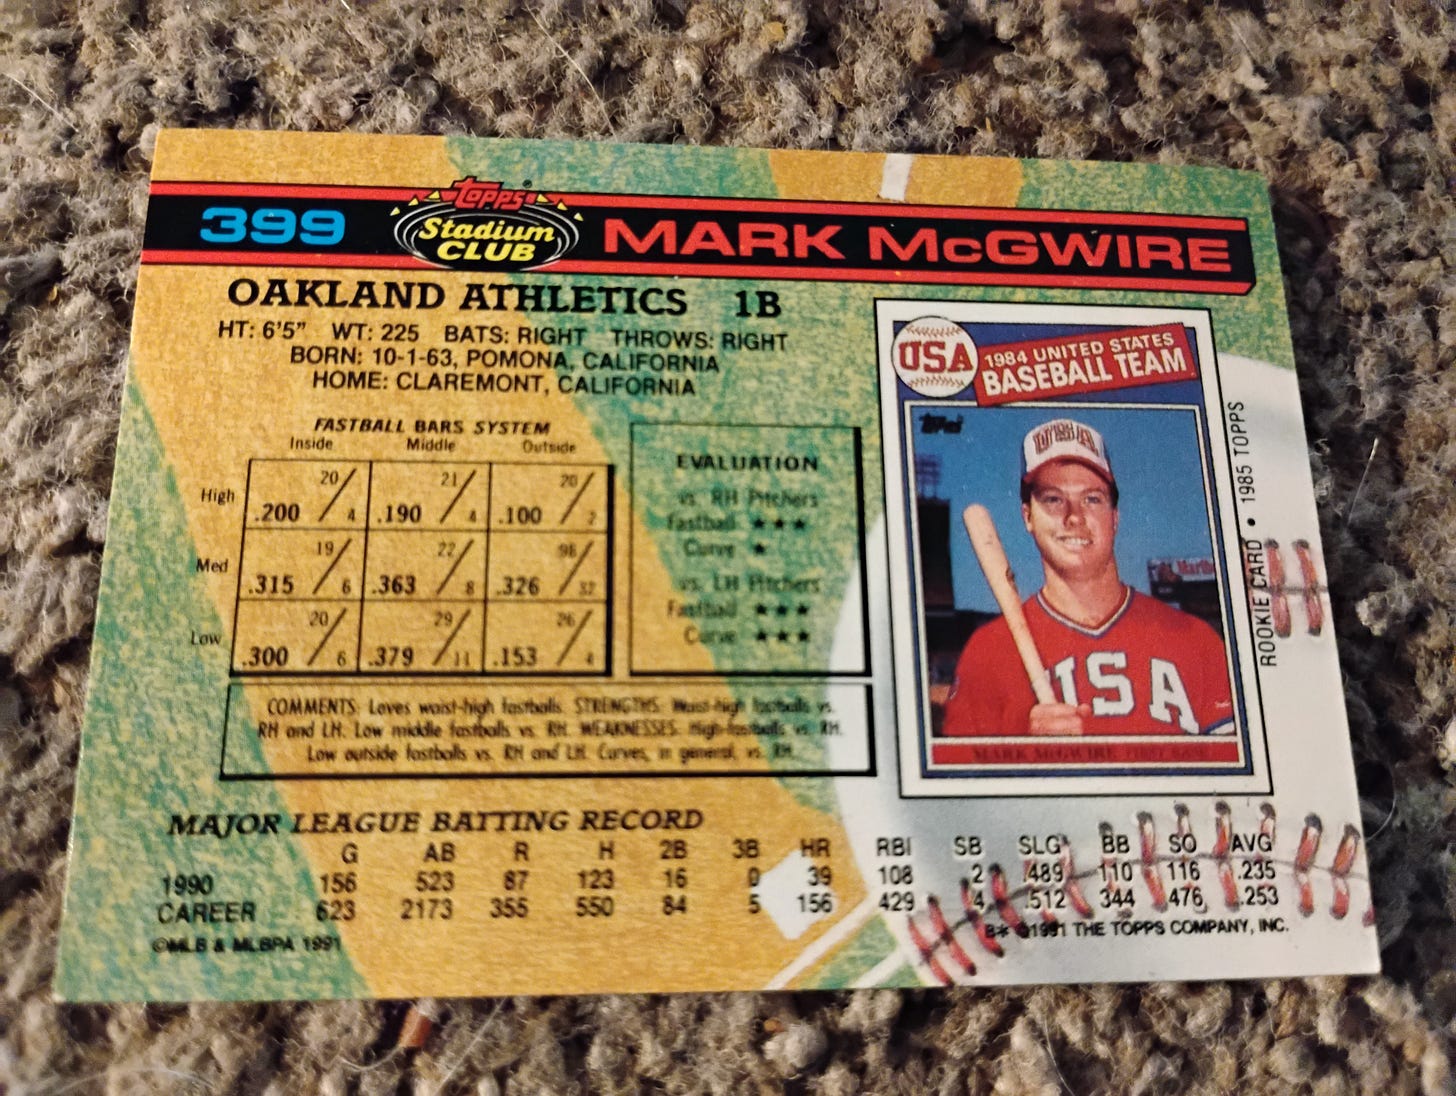 399 Topps Stadium CLUB MARK McGWIRE
OAKLAND ATHLETICS 1B
HT: 6'5" WT: 225 BATS: RIGHT THROWS: RIGHT
BORN: 10-1-63, POMONA, CALIFORNIA
HOME: CLAREMONT, CALIFORNIA
FASTBALL BARS SYSTEM
Inside Middle Outside
High .200 20/4 .190 21/4 .100 20/2
Med .315 19/6 .363 22/8 .326 98/32
Low .300 20/6 .379 29/11 .153 26/4
EVALUATION
vs. RH Pitchers
Fastball ★★★
Curve ★
vs. LH Pitchers
Fastball ★★★
Curve ★★★
COMMENTS: Loves waist-high fastballs. STRENGTHS: Waist-high fastballs vs.
RH and LH. Low middle fastballs vs. RH. WEAKNESSES: High fastballs vs. RH.
Low outside fastballs vs. RH and LH. Curves, in general, vs. RH.
USA 1984 UNITED STATES
BASEBALL TEAM
Topps
USA
USA
MARK McGWIRE FIRST BASE
ROOKIE CARD • 1985 TOPPS
MAJOR LEAGUE BATTING RECORD
G AB R H 2B 3B HR RBI SB SLG BB SO AVG
1990 156 523 87 123 16 0 39 108 2 .489 110 116 .235
CAREER 623 2173 355 550 84 5 156 429 4 .512 344 476 .253
©MLB & MLBPA 1991
B* ©1991 THE TOPPS COMPANY, INC.